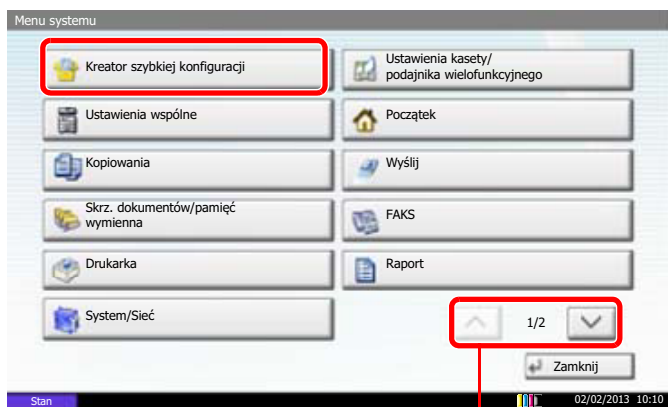 Menu systemu
Kreator szybkiej konfiguracji
Ustawienia kasety/
podajnika wielofunkcyjnego
Ustawienia wspólne
Początek
Kopiowania
Wyślij
Skrz. dokumentów/pamięć
wymienna
FAKS
Drukarka
Raport
System/Sieć
1/2
Zamknij
Stan
02/02/2013 10:10